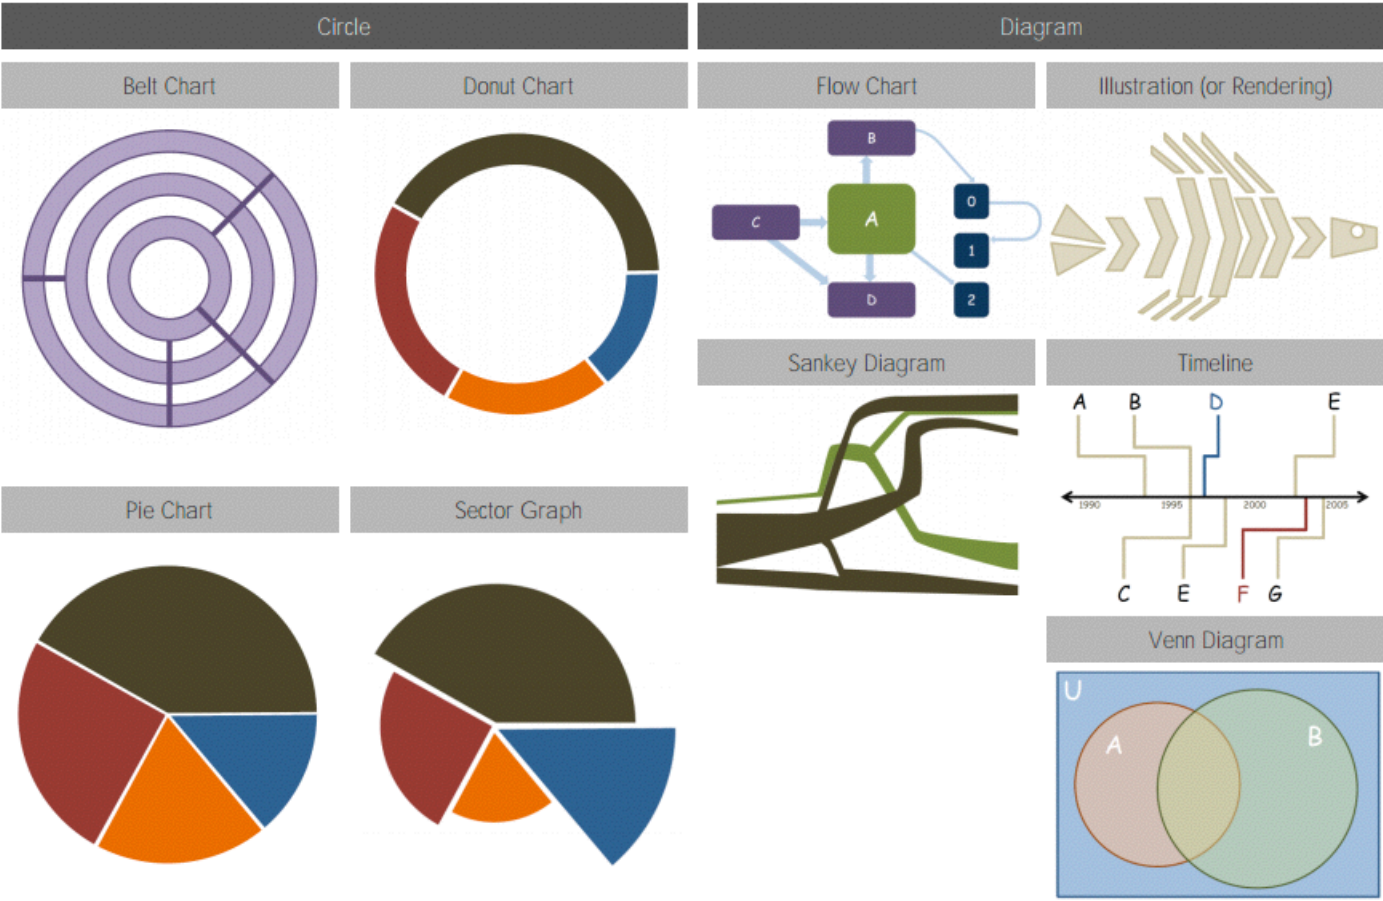 Circle
Diagram
Belt Chart
Donut Chart
Flow Chart
Illustration (or Rendering)
B
C
A
D
0
1
2
Sankey Diagram
Timeline
A
B
D
E
1990
1995
2000
2005
C
E
F
G
Pie Chart
Sector Graph
Venn Diagram
U
A
B